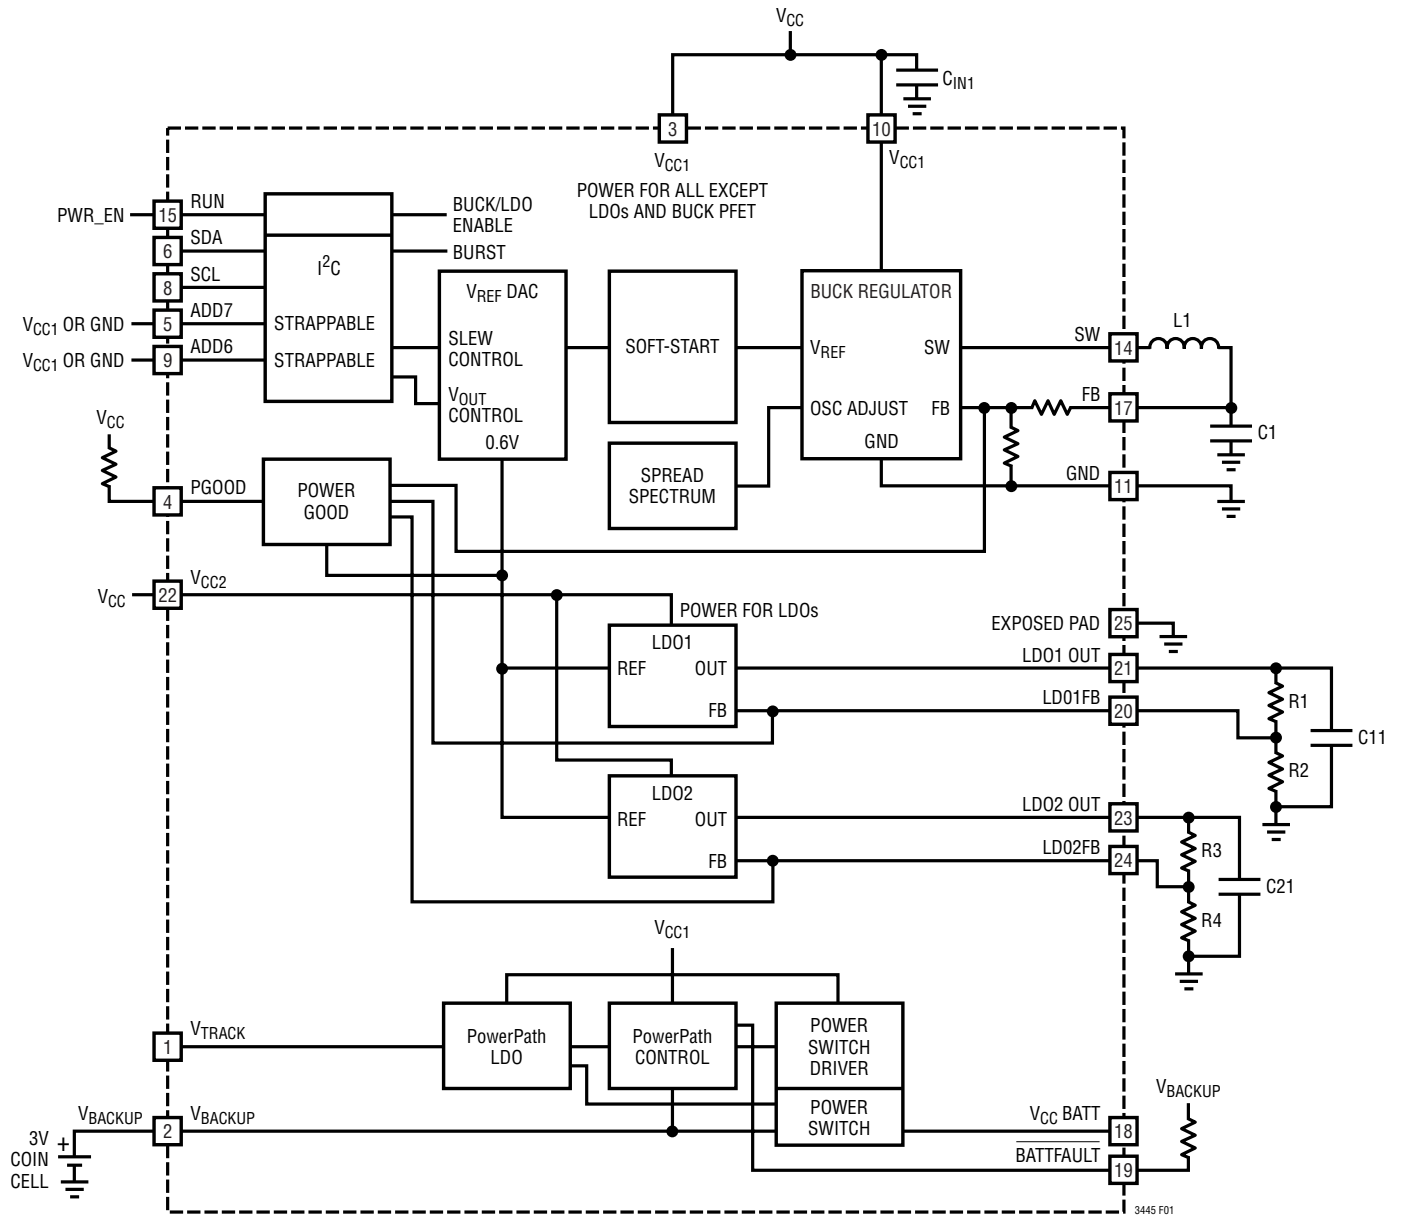 VCC
CIN1
3
10
VCC1
VCC1
POWER FOR ALL EXCEPT
LDOs AND BUCK PFET
PWR_EN
15
RUN
BUCK/LDO
ENABLE
6
SDA
BURST
I2C
8
SCL
VCC1 OR GND
5
ADD7
STRAPPABLE
VCC1 OR GND
9
ADD6
STRAPPABLE
VREF DAC
SLEW
CONTROL
VOUT
CONTROL
0.6V
SOFT-START
SPREAD
SPECTRUM
BUCK REGULATOR
VREF
SW
OSC ADJUST
FB
GND
SW
14
L1
FB
17
C1
GND
11
VCC
4
PGOOD
POWER
GOOD
VCC
22
VCC2
POWER FOR LDOs
LDO1
REF
OUT
FB
EXPOSED PAD
25
LDO1 OUT
21
LDO1FB
20
R1
R2
C11
LDO2
REF
OUT
FB
LDO2 OUT
23
LDO2FB
24
R3
R4
C21
VCC1
1
VTRACK
PowerPath
LDO
PowerPath
CONTROL
POWER
SWITCH
DRIVER
POWER
SWITCH
VBACKUP
2
VBACKUP
3V
COIN
CELL
+
VCC BATT
18
BATTFAULT
19
VBACKUP
3445 F01